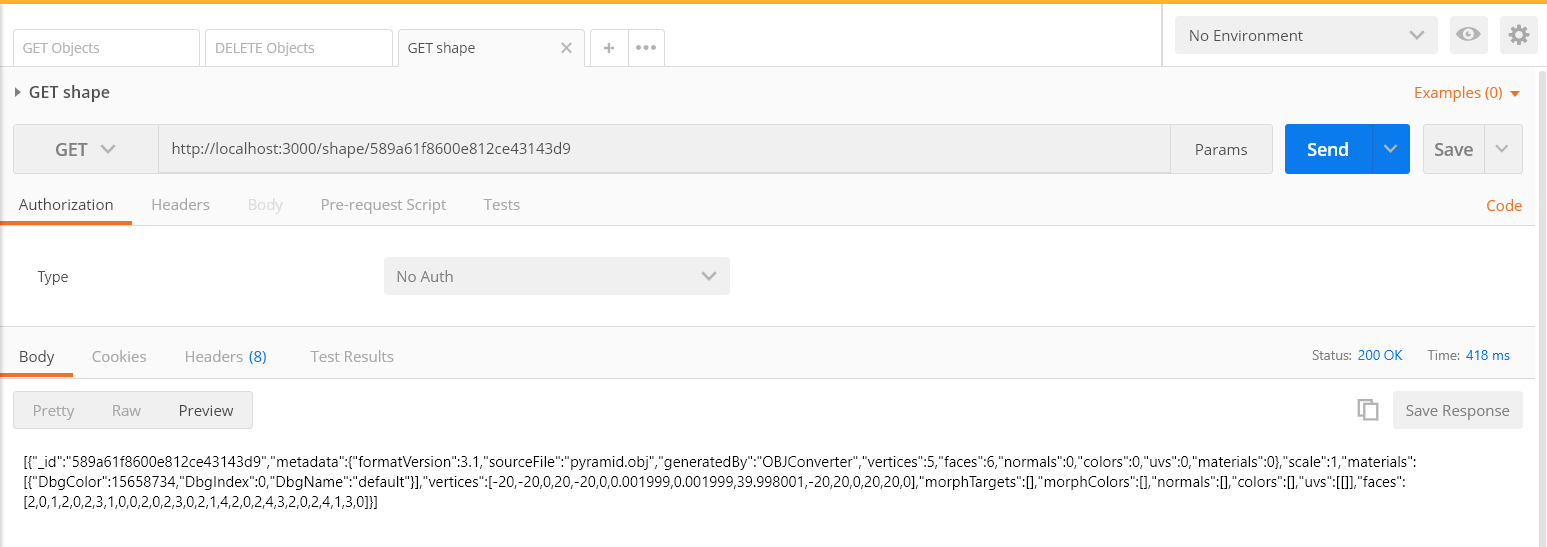 GET Objects DELETE Objects GET shape No Environment
GET shape Examples (0)
GET http://localhost:3000/shape/589a61f8600e812ce43143d9 Params Send Save
Authorization Headers Body Pre-request Script Tests Code
Type No Auth
Body Cookies Headers (8) Test Results Status: 200 OK Time: 418 ms
Pretty Raw Preview Save Response
[{"_id":"589a61f8600e812ce43143d9","metadata":{"formatVersion":3.1,"sourceFile":"pyramid.obj","generatedBy":"OBJConverter","vertices":5,"faces":6,"normals":0,"colors":0,"uvs":0,"materials":0},"scale":1,"materials":
[{"DbgColor":15658734,"DbgIndex":0,"DbgName":"default"}],"vertices":[-20,-20,0,20,-20,0,0.001999,0.001999,39.998001,-20,20,0,20,20,0],"morphTargets":[],"morphColors":[],"normals":[],"colors":[],"uvs":[[]],"faces":
[2,0,1,2,0,2,3,1,0,0,2,0,2,3,0,2,1,4,2,0,2,4,3,2,0,2,4,1,3,0]}]